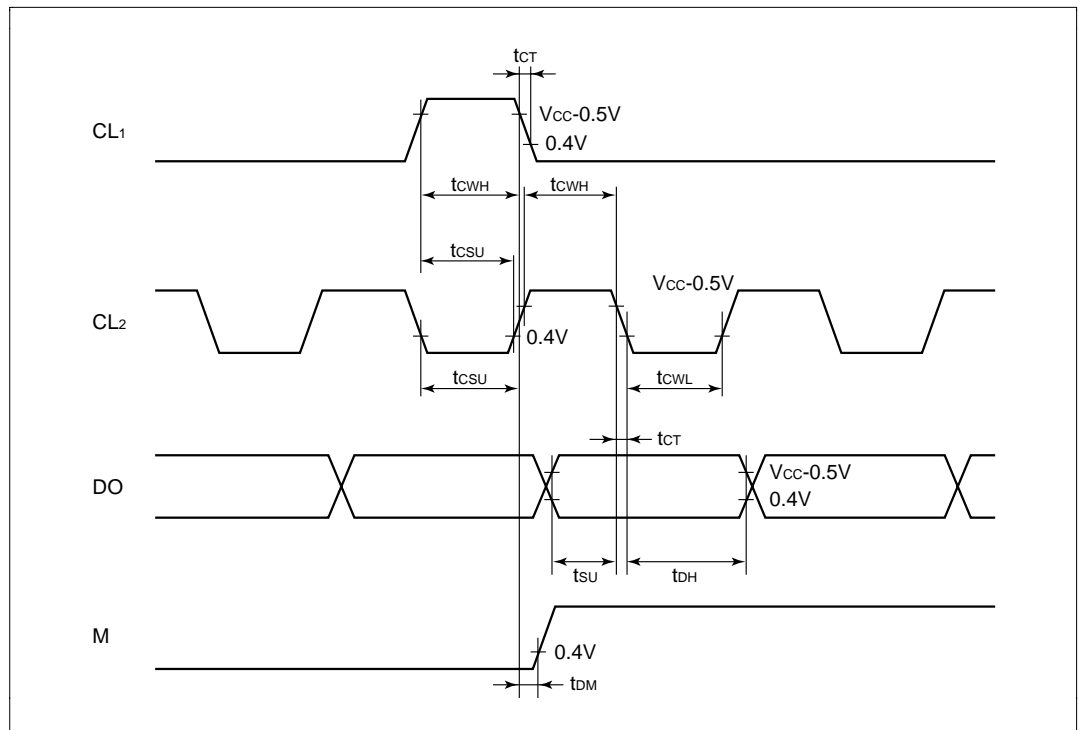 tCT
CL1
VCC-0.5V
0.4V
tCWH
tCWH
tCSU
VCC-0.5V
CL2
0.4V
tCSU
tCWL
tCT
DO
VCC-0.5V
0.4V
tSU
tDH
M
0.4V
tDM